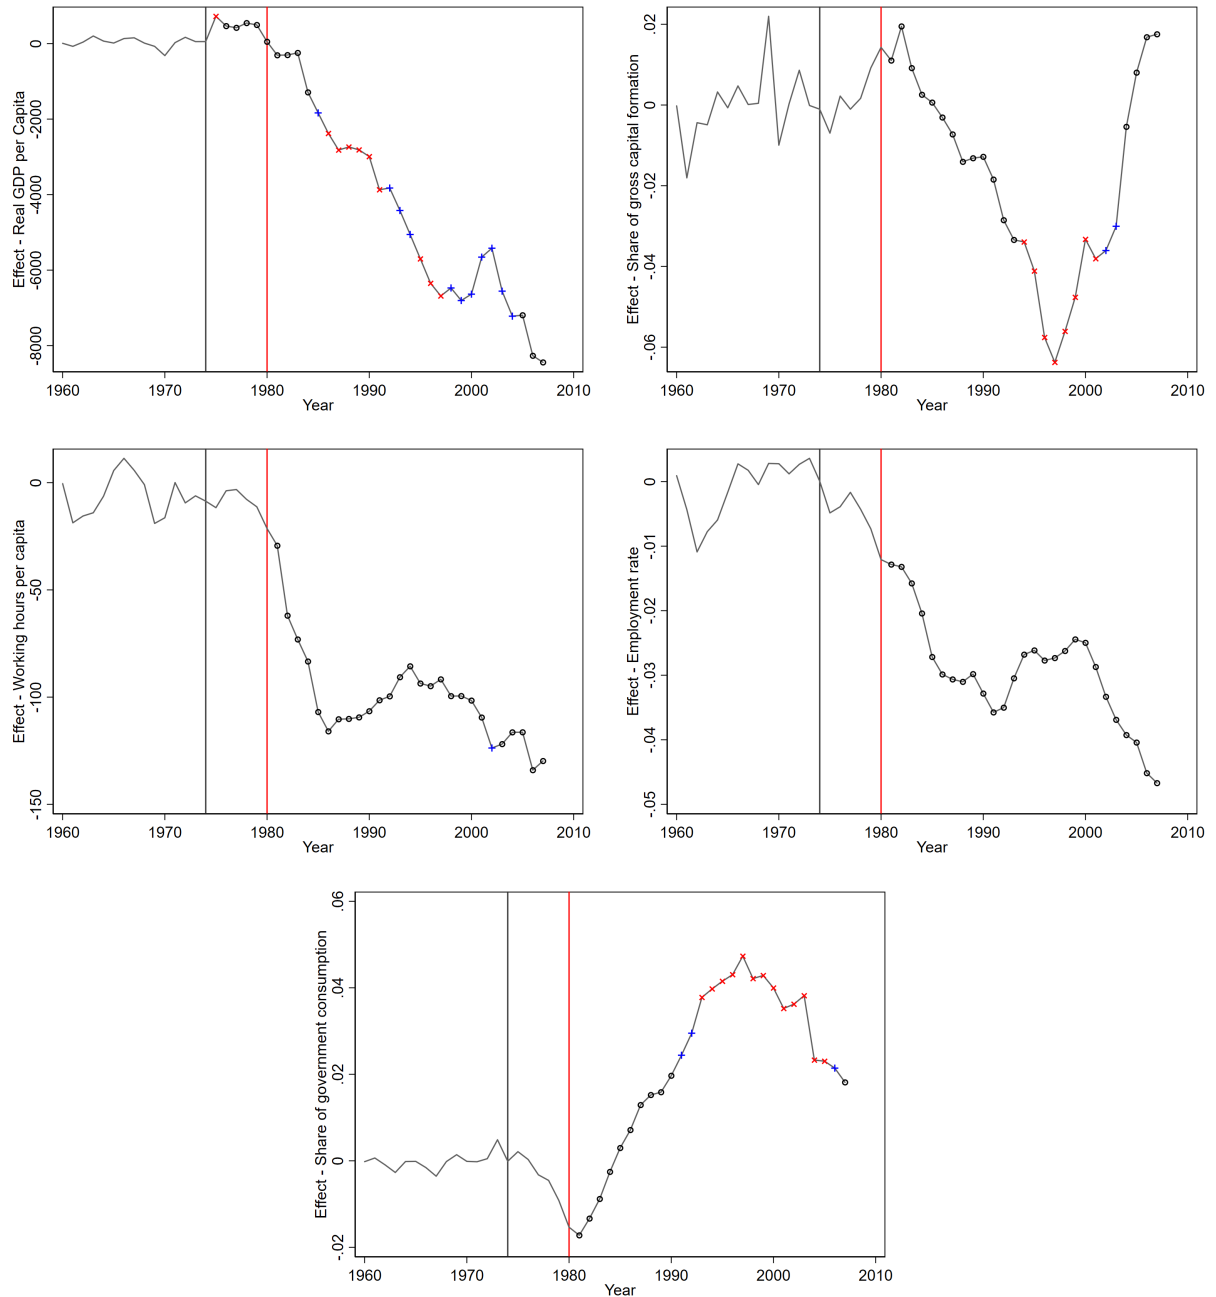 Effect - Real GDP per Capita
0
-2000
-4000
-6000
-8000
1960 1970 1980 1990 2000 2010
Year
Effect - Share of gross capital formation
.02
0
-.02
-.04
-.06
1960 1970 1980 1990 2000 2010
Year
Effect - Working hours per capita
0
-50
-100
-150
1960 1970 1980 1990 2000 2010
Year
Effect - Employment rate
0
-.01
-.02
-.03
-.04
-.05
1960 1970 1980 1990 2000 2010
Year
Effect - Share of government consumption
.06
.04
.02
0
-.02
1960 1970 1980 1990 2000 2010
Year